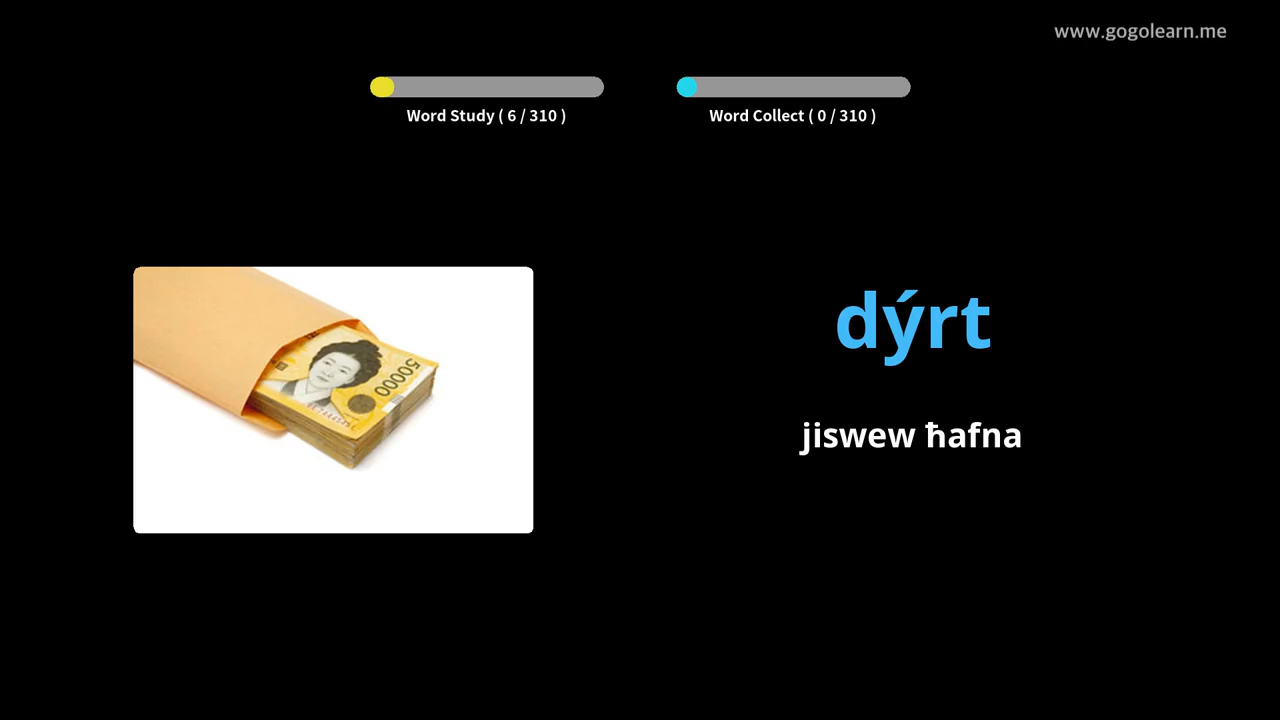 www.gogolearn.me
Word Study ( 6 / 310 )
Word Collect ( 0 / 310 )
50000
dýrt
jiswew ħafna